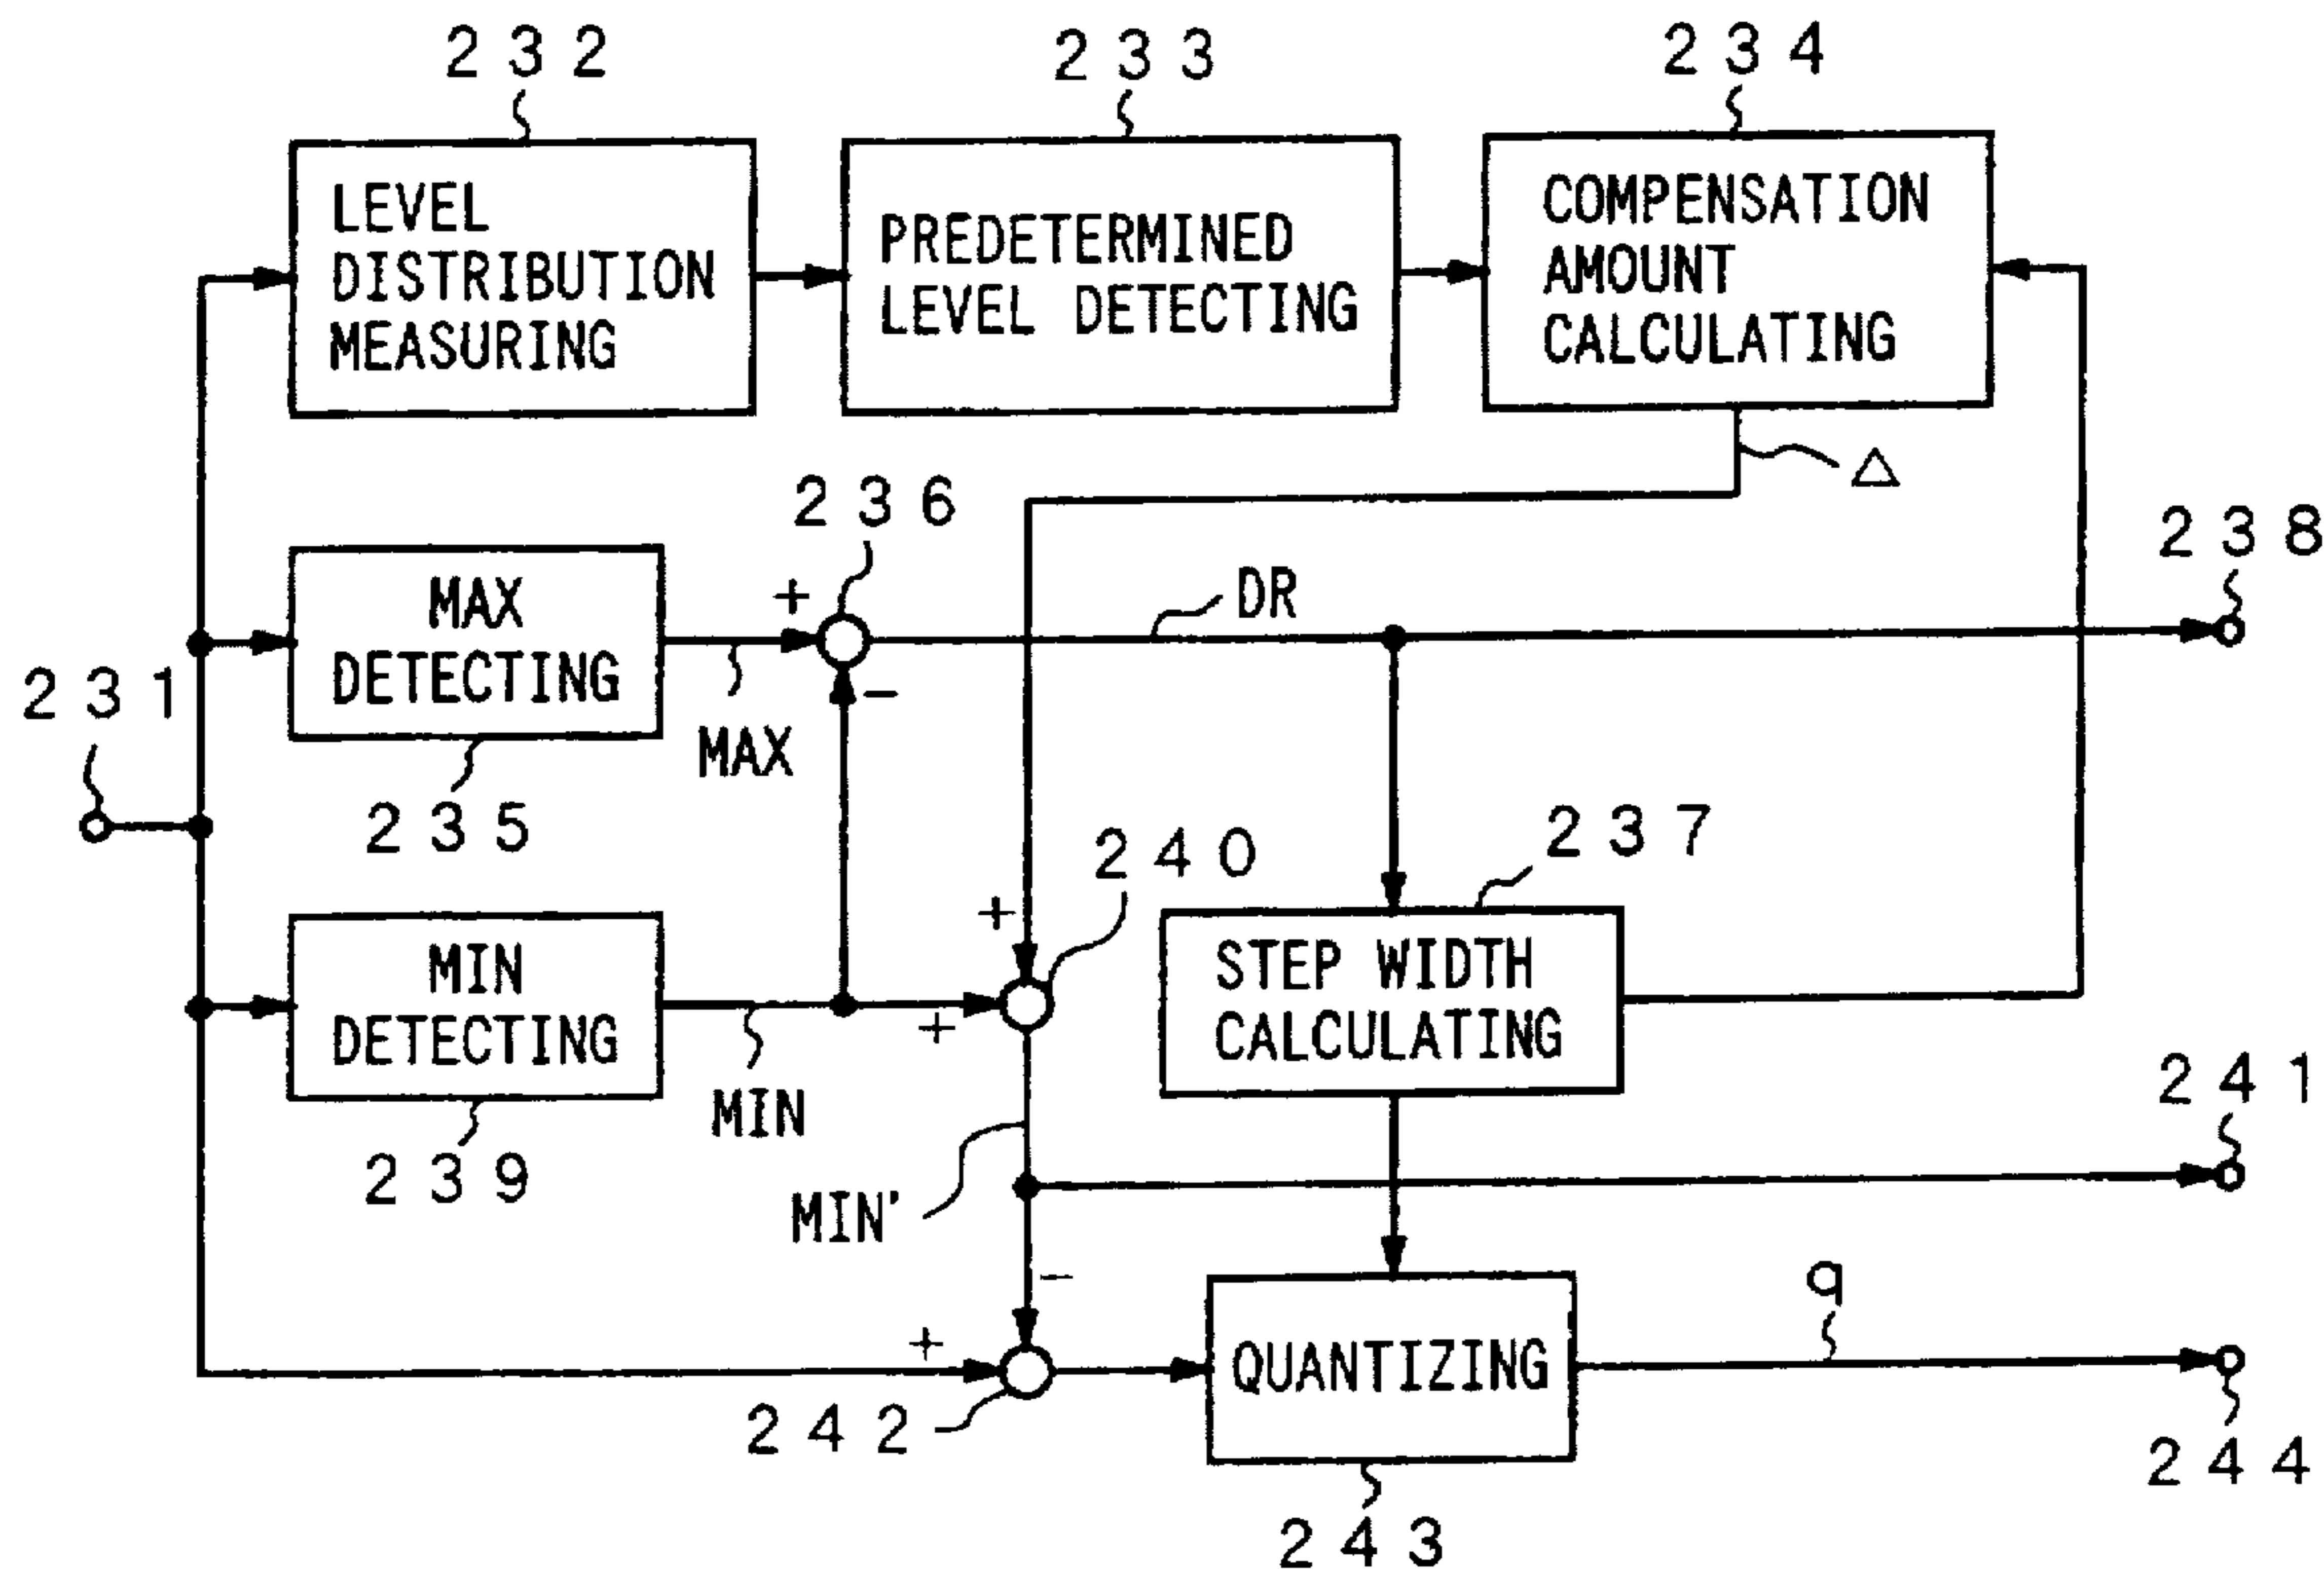 232
233
234
LEVEL
DISTRIBUTION
MEASURING
PREDETERMINED
LEVEL DETECTING
COMPENSATION
AMOUNT
CALCULATING
Δ
236
238
MAX
DETECTING
+
DR
−
MAX
231
235
240
237
MIN
DETECTING
+
+
STEP WIDTH
CALCULATING
MIN
239
241
MIN'
−
+
q
QUANTIZING
242
244
243